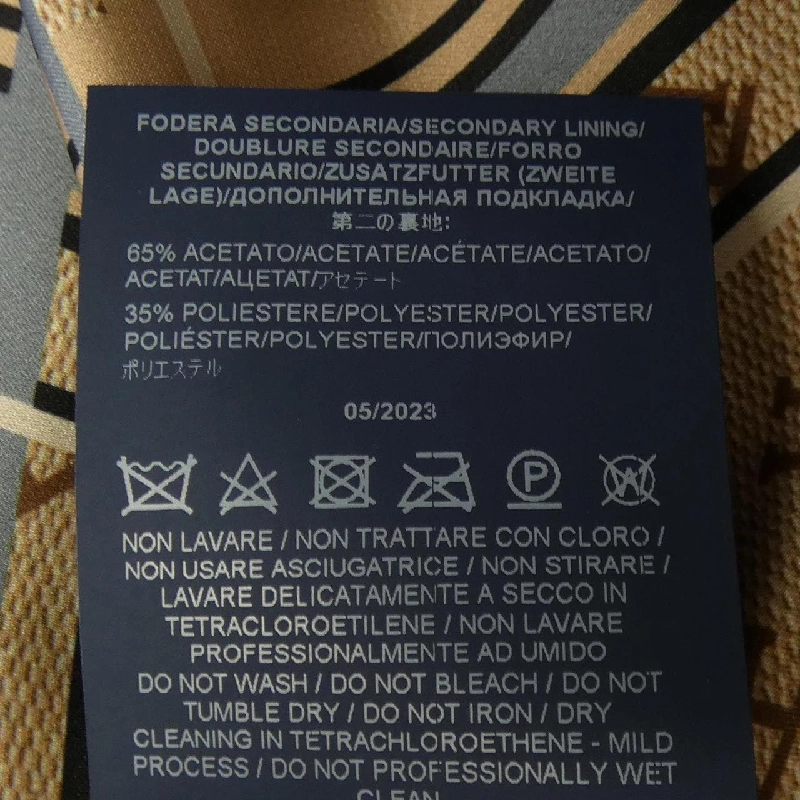 FODERA SECONDARIA/SECONDARY LINING/
DOUBLURE SECONDAIRE/FORRO
SECUNDARIO/ZUSATZFUTTER (ZWEITE
LAGE)/ДОПОЛНИТЕЛЬНАЯ ПОДКЛАДКА/
第二の裏地:
65% ACETATO/ACETATE/ACÉTATE/ACETATO/
ACETAT/АЦЕТАТ/アセテート
35% POLIESTERE/POLYESTER/POLYESTER/
POLIÉSTER/POLYESTER/ПОЛИЭФИР/
ポリエステル
05/2023
P W
NON LAVARE / NON TRATTARE CON CLORO /
NON USARE ASCIUGATRICE / NON STIRARE /
LAVARE DELICATAMENTE A SECCO IN
TETRACLOROETILENE / NON LAVARE
PROFESSIONALMENTE AD UMIDO
DO NOT WASH / DO NOT BLEACH / DO NOT
TUMBLE DRY / DO NOT IRON / DRY
CLEANING IN TETRACHLOROETHENE - MILD
PROCESS / DO NOT PROFESSIONALLY WET
CLEAN